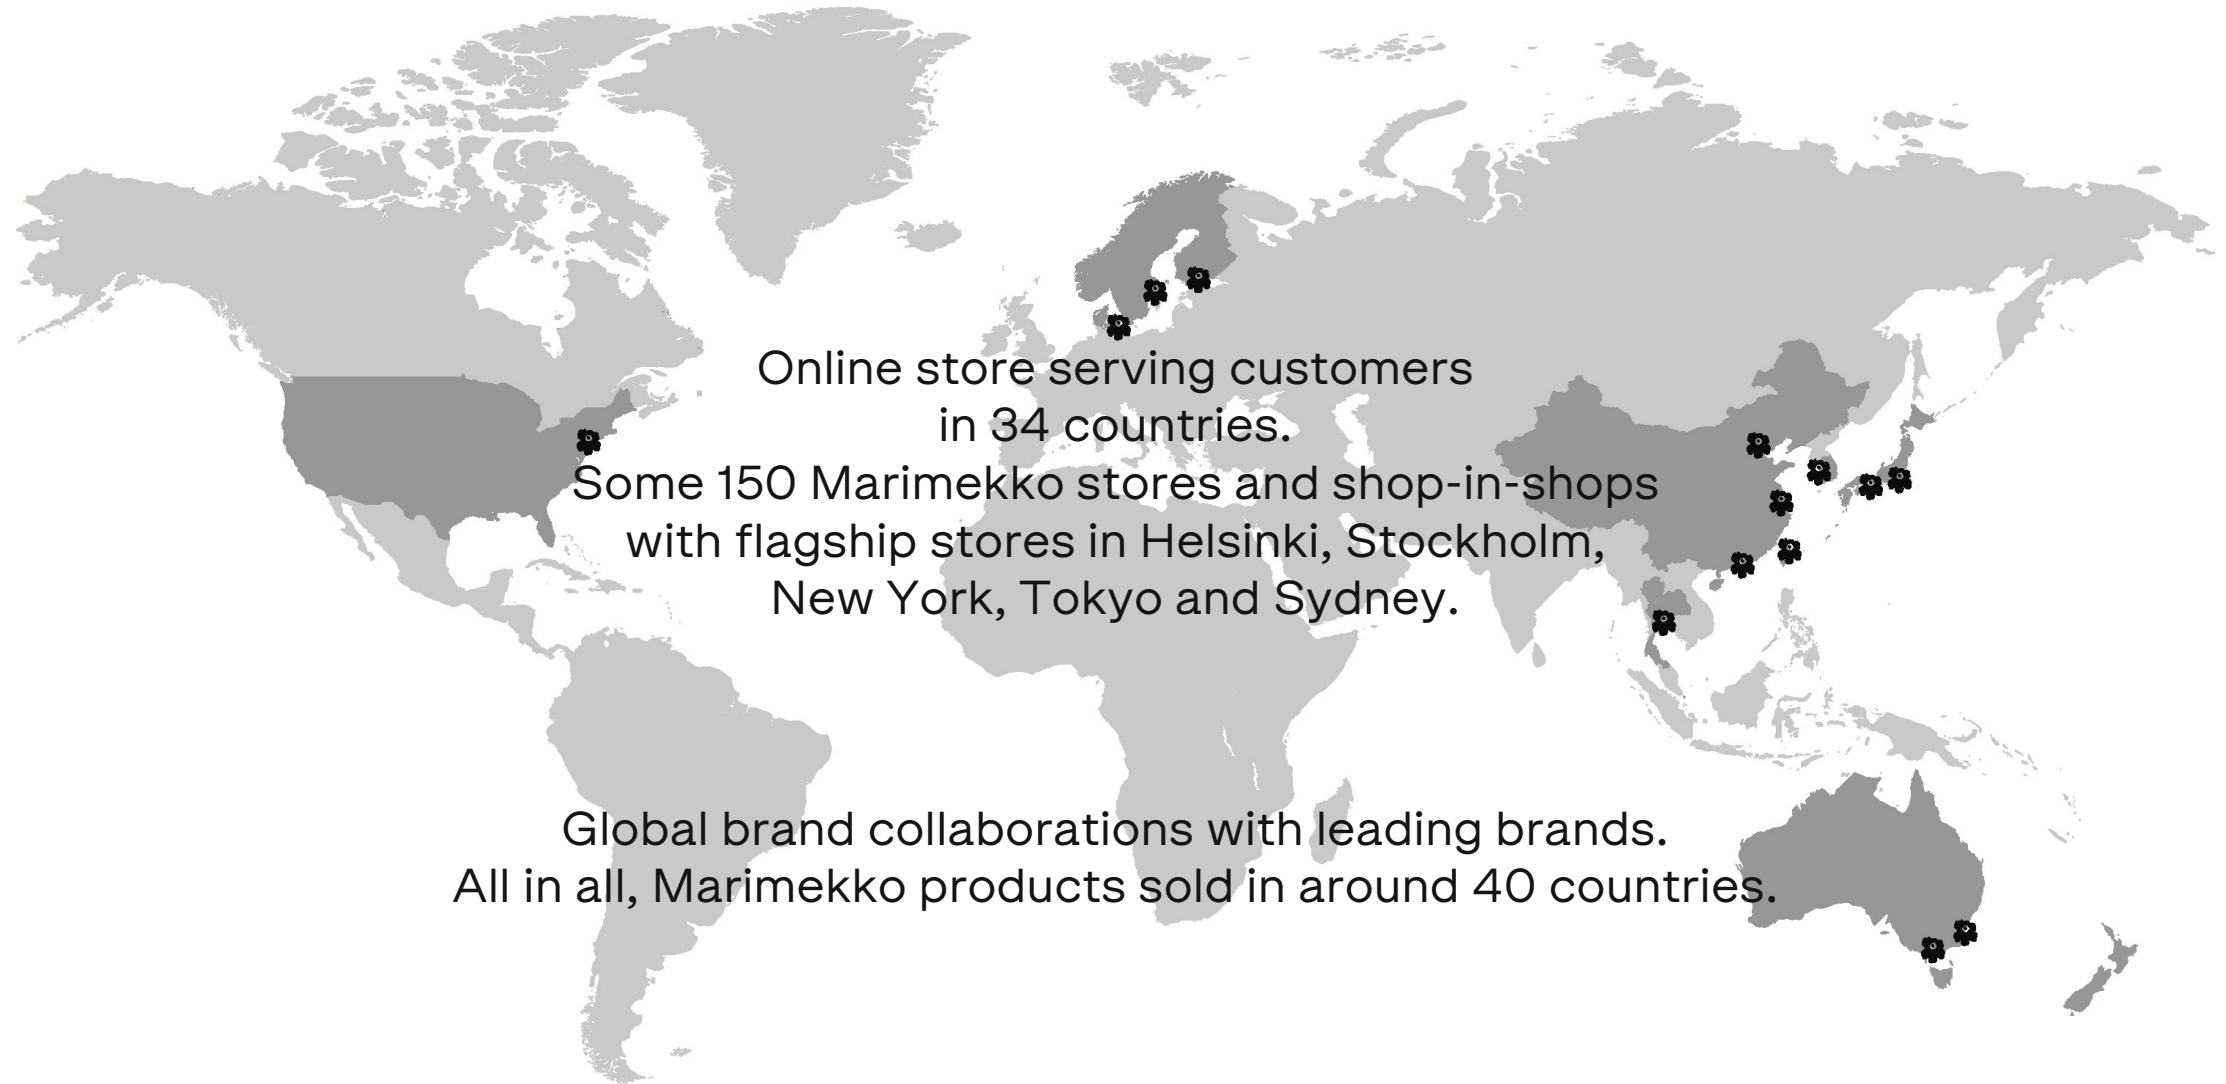 Online store serving customers
in 34 countries.
Some 150 Marimekko stores and shop-in-shops
with flagship stores in Helsinki, Stockholm,
New York, Tokyo and Sydney.
Global brand collaborations with leading brands.
All in all, Marimekko products sold in around 40 countries.